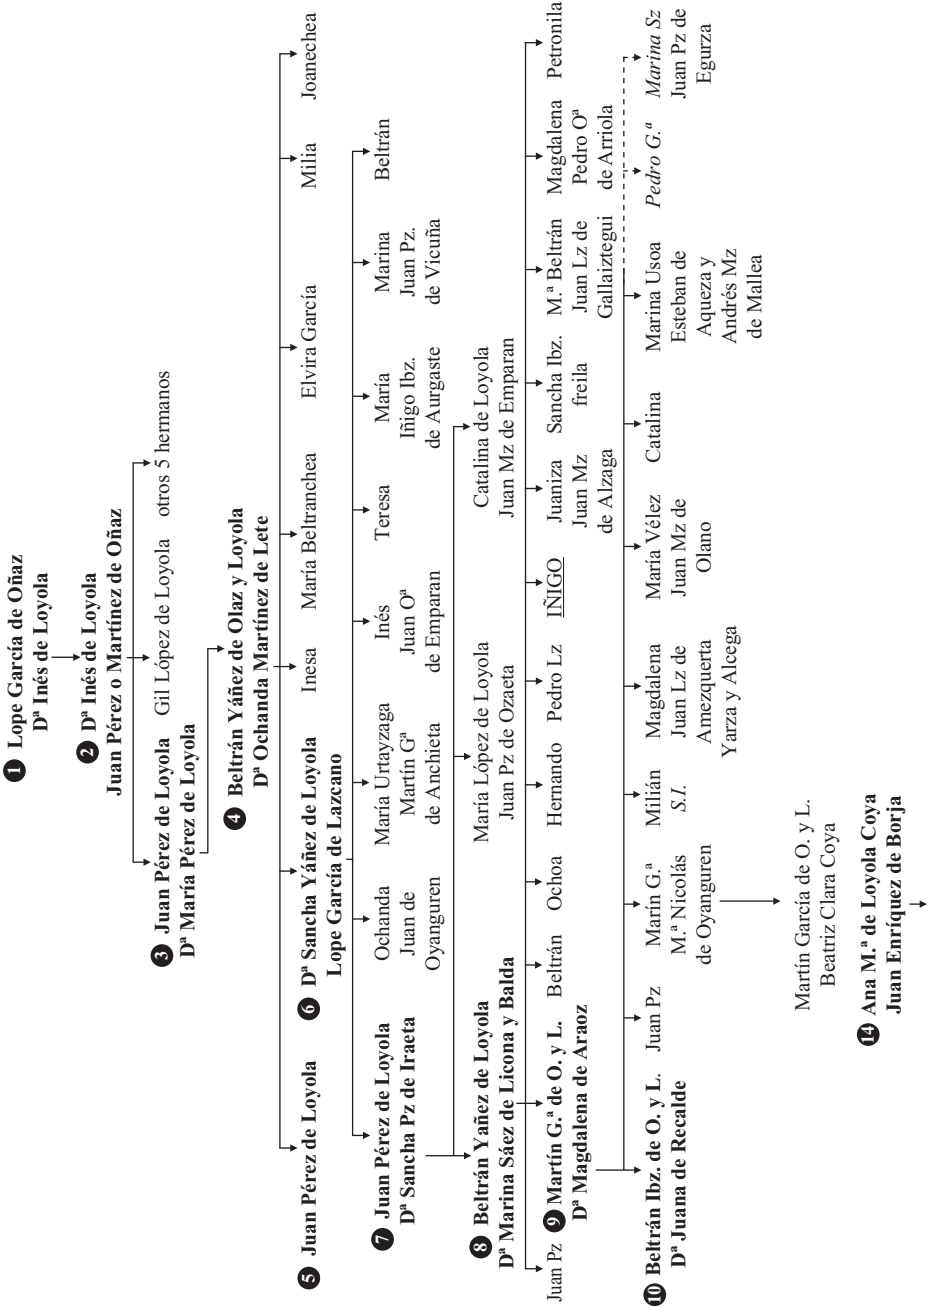 1 Lope García de Oñaz
Dª Inés de Loyola
2 Dª Inés de Loyola
Juan Pérez o Martínez de Oñaz
3 Juan Pérez de Loyola
Dª María Pérez de Loyola
Gil López de Loyola
otros 5 hermanos
4 Beltrán Yáñez de Olaz y Loyola
Dª Ochanda Martínez de Lete
5 Juan Pérez de Loyola
6 Dª Sancha Yáñez de Loyola
Lope García de Lazcano
Inesa
María Beltranchea
Elvira García
Milia
Joanechea
7 Juan Pérez de Loyola
Dª Sancha Pz de Iraeta
Ochanda
Juan de
Oyanguren
María Urtayzaga
Martín Gª
de Anchieta
Inés
Juan Oª
de Emparan
Teresa
María
Iñigo Ibz.
de Aurgaste
Marina
Juan Pz.
de Vicuña
Beltrán
8 Beltrán Yañez de Loyola
Dª Marina Sáez de Licona y Balda
María López de Loyola
Juan Pz de Ozaeta
Catalina de Loyola
Juan Mz de Emparan
Juan Pz
9 Martín G.ª de O. y L.
Dª Magdalena de Araoz
Beltrán
Ochoa
Hernando
Pedro Lz
IÑIGO
Juaniza
Juan Mz
de Alzaga
Sancha Ibz.
freila
M.ª Beltrán
Juan Lz de
Gallaiztegui
Magdalena
Pedro Oª
de Arriola
Petronila
10 Beltrán Ibz. de O. y L.
Dª Juana de Recalde
Juan Pz
Marín G.ª
M.ª Nicolás
de Oyanguren
Milián
S.I.
Magdalena
Juan Lz de
Amezquerta
Yarza y Alcega
María Vélez
Juan Mz de
Olano
Catalina
Marina Usoa
Esteban de
Aqueza y
Andrés Mz
de Mallea
Pedro G.ª
Marina Sz
Juan Pz de
Egurza
Martín García de O. y L.
Beatriz Clara Coya
14 Ana M.ª de Loyola Coya
Juan Enríquez de Borja